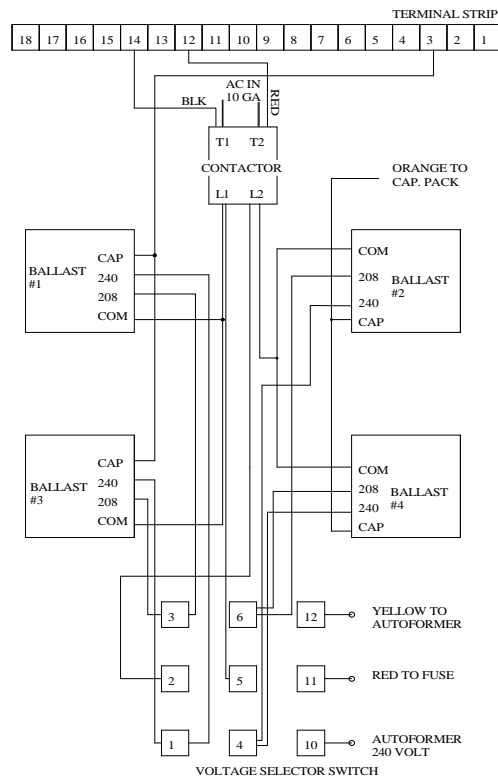 TERMINAL STRIP
18 17 16 15 14 13 12 11 10 9 8 7 6 5 4 3 2 1
AC IN
10 GA
BLK
RED
T1 T2
CONTACTOR
L1 L2
ORANGE TO
CAP. PACK
BALLAST
#1
CAP
240
208
COM
COM
208
240
CAP
BALLAST
#2
BALLAST
#3
CAP
240
208
COM
COM
208
240
CAP
BALLAST
#4
3 6 12
YELLOW TO
AUTOFORMER
2 5 11
RED TO FUSE
1 4 10
AUTOFORMER
240 VOLT
VOLTAGE SELECTOR SWITCH